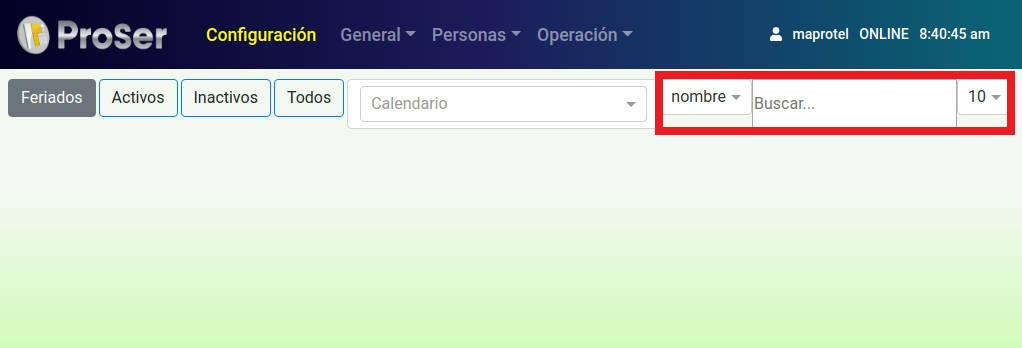 ProSer Configuración General Personas Operación maprotel ONLINE 8:40:45 am
Feriados Activos Inactivos Todos Calendario nombre Buscar... 10